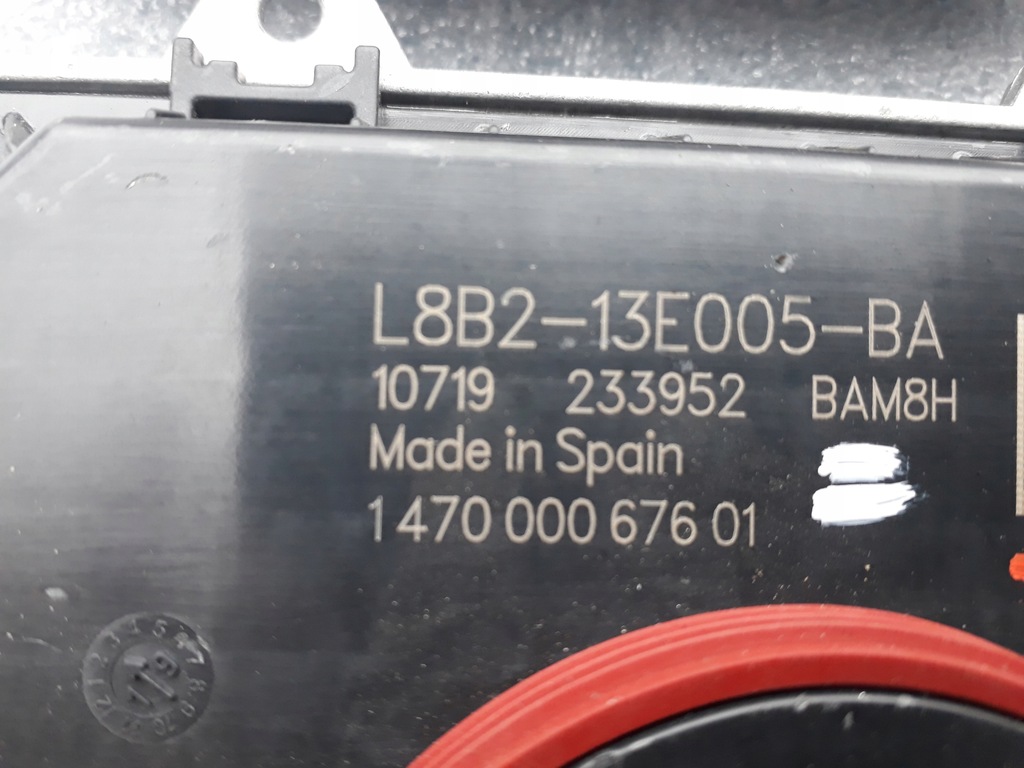 L8B2-13E005-BA
10719 233952 BAM8H
Made in Spain
1 470 000 676 01